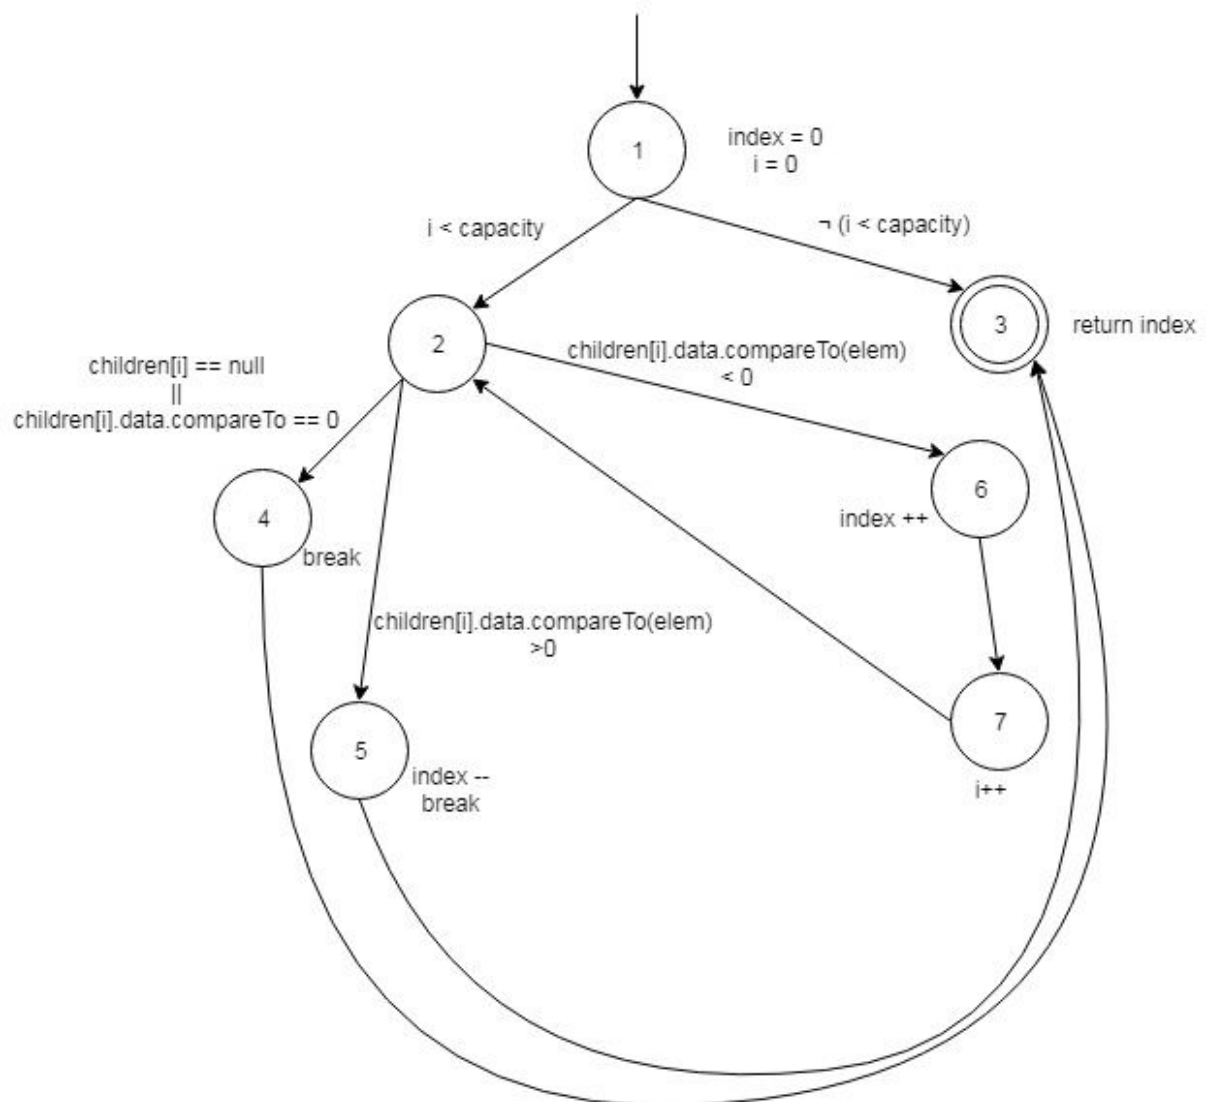 1
index = 0
i = 0
i < capacity
¬ (i < capacity)
2
3
return index
children[i].data.compareTo(elem)
< 0
children[i] == null
||
children[i].data.compareTo == 0
6
index ++
4
break
children[i].data.compareTo(elem)
>0
7
i++
5
index --
break